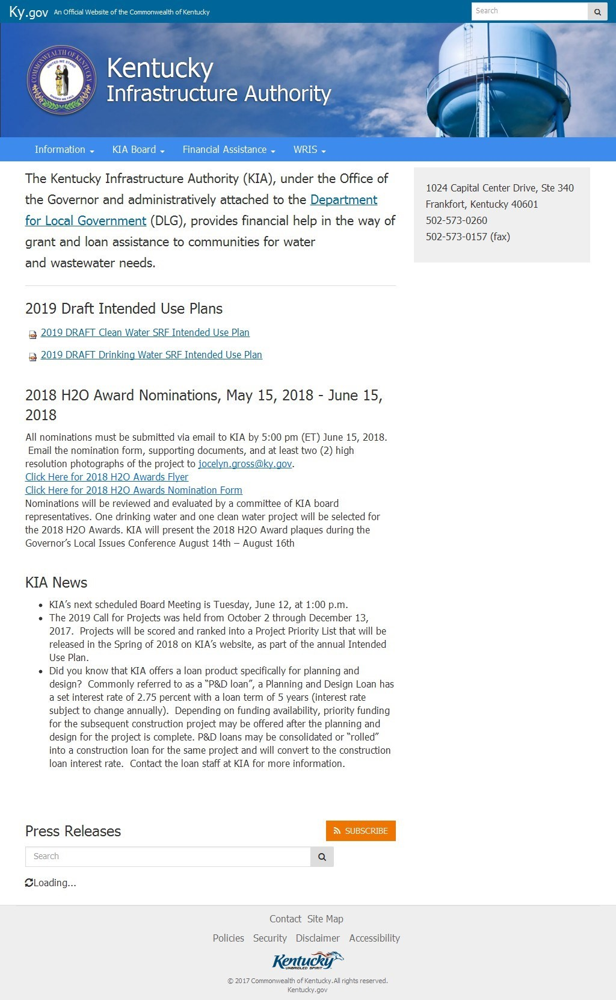 Ky.gov An Official Website of the Commonwealth of Kentucky
Search
COMMONWEALTH OF KENTUCKY
UNITED WE STAND
DIVIDED WE FALL
Kentucky
Infrastructure Authority
Information KIA Board Financial Assistance WRIS
The Kentucky Infrastructure Authority (KIA), under the Office of
the Governor and administratively attached to the Department
for Local Government (DLG), provides financial help in the way of
grant and loan assistance to communities for water
and wastewater needs.
1024 Capital Center Drive, Ste 340
Frankfort, Kentucky 40601
502-573-0260
502-573-0157 (fax)
2019 Draft Intended Use Plans
2019 DRAFT Clean Water SRF Intended Use Plan
2019 DRAFT Drinking Water SRF Intended Use Plan
2018 H2O Award Nominations, May 15, 2018 - June 15,
2018
All nominations must be submitted via email to KIA by 5:00 pm (ET) June 15, 2018.
Email the nomination form, supporting documents, and at least two (2) high
resolution photographs of the project to jocelyn.gross@ky.gov.
Click Here for 2018 H2O Awards Flyer
Click Here for 2018 H2O Awards Nomination Form
Nominations will be reviewed and evaluated by a committee of KIA board
representatives. One drinking water and one clean water project will be selected for
the 2018 H2O Awards. KIA will present the 2018 H2O Award plaques during the
Governor’s Local Issues Conference August 14th – August 16th
KIA News
• KIA’s next scheduled Board Meeting is Tuesday, June 12, at 1:00 p.m.
• The 2019 Call for Projects was held from October 2 through December 13,
2017.  Projects will be scored and ranked into a Project Priority List that will be
released in the Spring of 2018 on KIA’s website, as part of the annual Intended
Use Plan.
• Did you know that KIA offers a loan product specifically for planning and
design?  Commonly referred to as a “P&D loan”, a Planning and Design Loan has
a set interest rate of 2.75 percent with a loan term of 5 years (interest rate
subject to change annually).  Depending on funding availability, priority funding
for the subsequent construction project may be offered after the planning and
design for the project is complete. P&D loans may be consolidated or “rolled”
into a construction loan for the same project and will convert to the construction
loan interest rate.  Contact the loan staff at KIA for more information.
Press Releases
SUBSCRIBE
Search
Loading...
Contact Site Map
Policies Security Disclaimer Accessibility
Kentucky
UNBRIDLED SPIRIT
© 2017 Commonwealth of Kentucky.All rights reserved.
Kentucky.gov